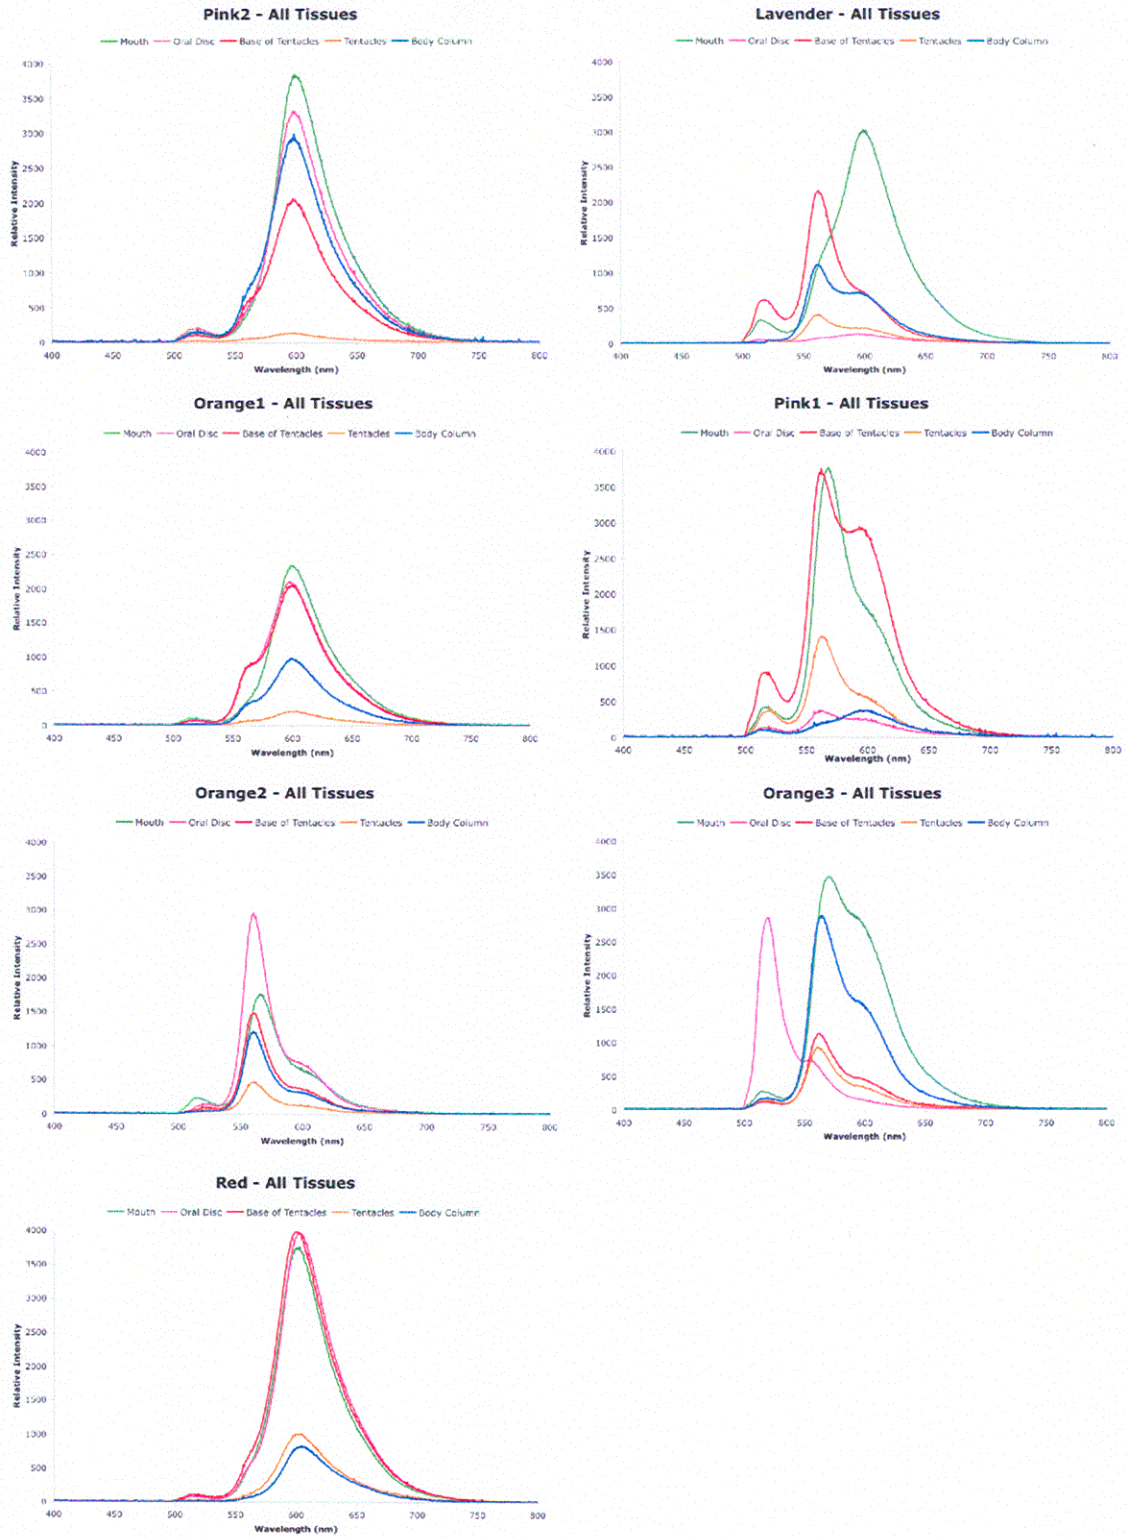 Pink2 - All Tissues
Mouth Oral Disc Base of Tentacles Tentacles Body Column
4000
3500
3000
2500
2000
1500
1000
500
0
Relative Intensity
400 450 500 550 600 650 700 750 800
Wavelength (nm)
Lavender - All Tissues
Mouth Oral Disc Base of Tentacles Tentacles Body Column
4000
3500
3000
2500
2000
1500
1000
500
0
Relative Intensity
400 450 500 550 600 650 700 750 800
Wavelength (nm)
Orange1 - All Tissues
Mouth Oral Disc Base of Tentacles Tentacles Body Column
4000
3500
3000
2500
2000
1500
1000
500
0
Relative Intensity
400 450 500 550 600 650 700 750 800
Wavelength (nm)
Pink1 - All Tissues
Mouth Oral Disc Base of Tentacles Tentacles Body Column
4000
3500
3000
2500
2000
1500
1000
500
0
Relative Intensity
400 450 500 550 600 650 700 750 800
Wavelength (nm)
Orange2 - All Tissues
Mouth Oral Disc Base of Tentacles Tentacles Body Column
4000
3500
3000
2500
2000
1500
1000
500
0
Relative Intensity
400 450 500 550 600 650 700 750 800
Wavelength (nm)
Orange3 - All Tissues
Mouth Oral Disc Base of Tentacles Tentacles Body Column
4000
3500
3000
2500
2000
1500
1000
500
0
Relative Intensity
400 450 500 550 600 650 700 750 800
Wavelength (nm)
Red - All Tissues
Mouth Oral Disc Base of Tentacles Tentacles Body Column
4000
3500
3000
2500
2000
1500
1000
500
0
Relative Intensity
400 450 500 550 600 650 700 750 800
Wavelength (nm)